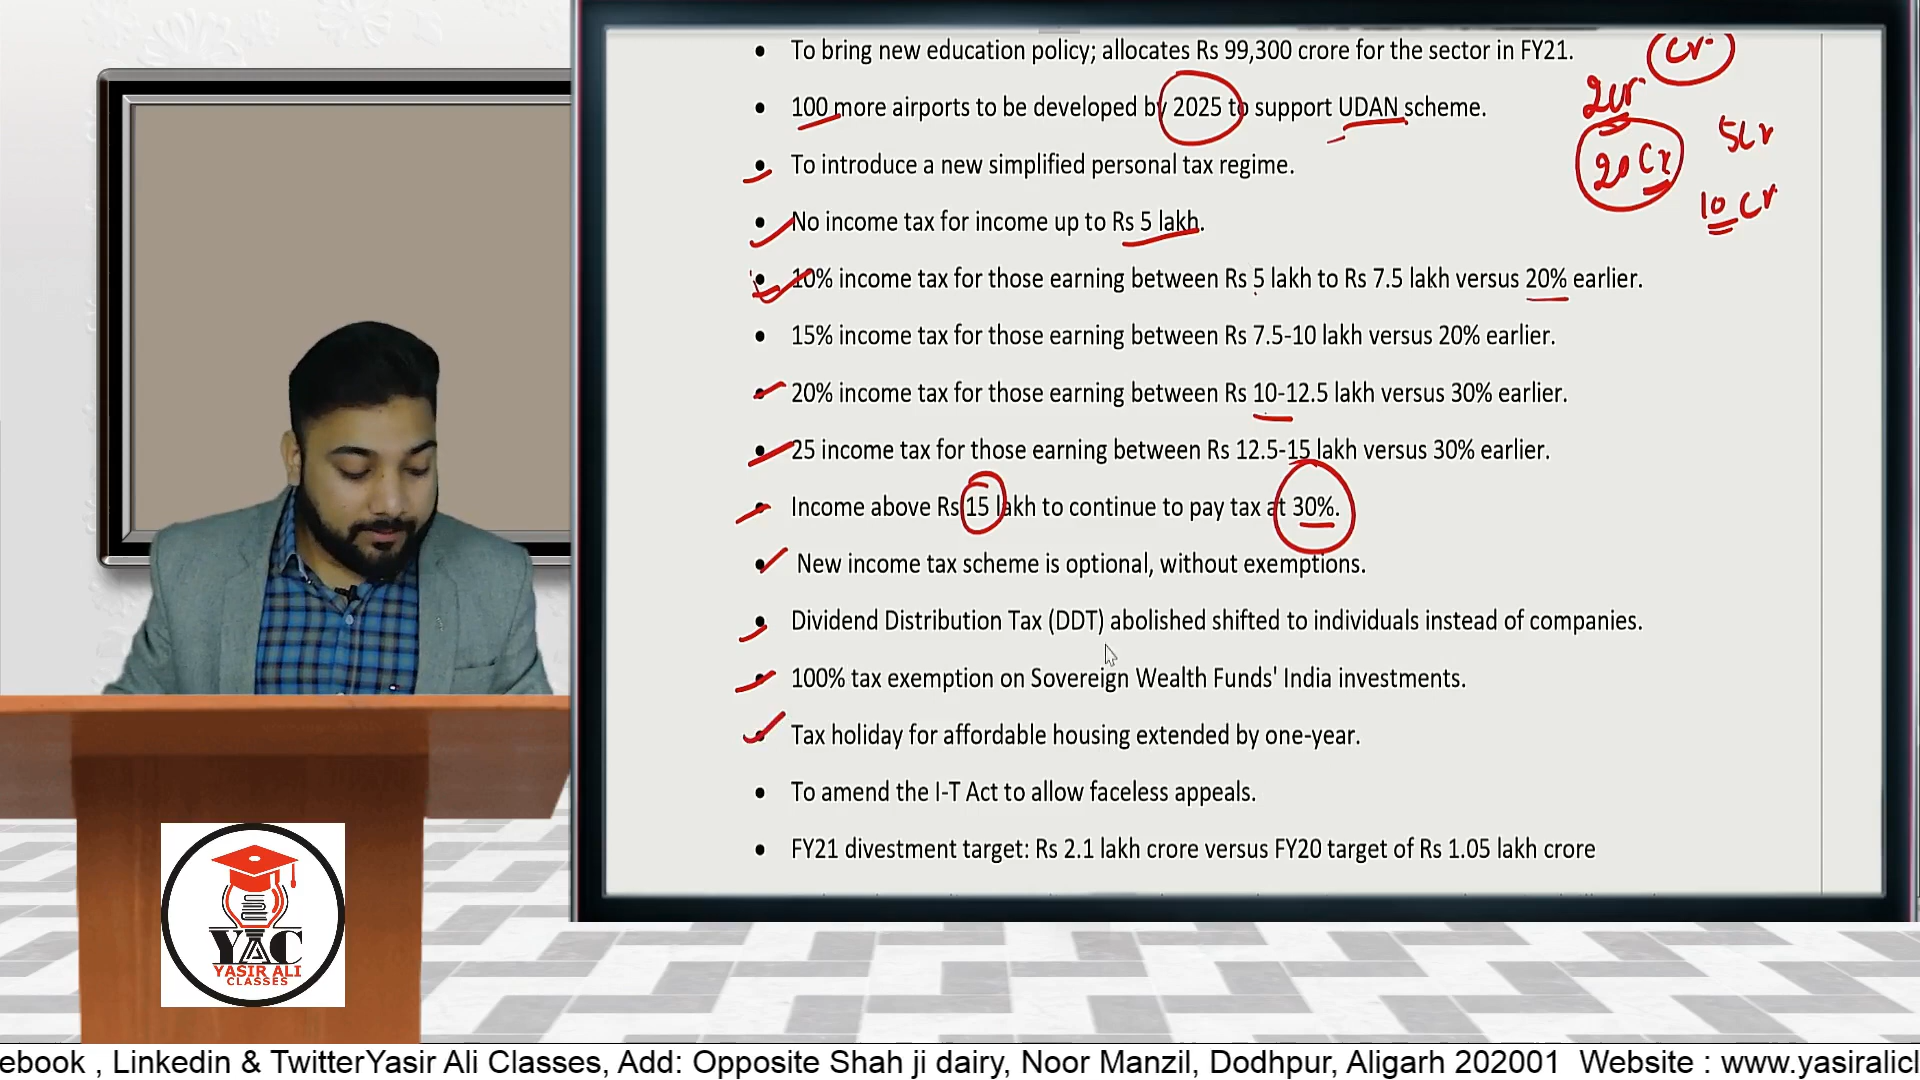 • To bring new education policy; allocates Rs 99,300 crore for the sector in FY21.
Cr
• 100 more airports to be developed by 2025 to support UDAN scheme.
2cr
5Cr
20 Cr
10 Cr
• To introduce a new simplified personal tax regime.
• No income tax for income up to Rs 5 lakh.
• 10% income tax for those earning between Rs 5 lakh to Rs 7.5 lakh versus 20% earlier.
• 15% income tax for those earning between Rs 7.5-10 lakh versus 20% earlier.
• 20% income tax for those earning between Rs 10-12.5 lakh versus 30% earlier.
• 25 income tax for those earning between Rs 12.5-15 lakh versus 30% earlier.
• Income above Rs 15 lakh to continue to pay tax at 30%.
• New income tax scheme is optional, without exemptions.
• Dividend Distribution Tax (DDT) abolished shifted to individuals instead of companies.
• 100% tax exemption on Sovereign Wealth Funds' India investments.
• Tax holiday for affordable housing extended by one-year.
• To amend the I-T Act to allow faceless appeals.
• FY21 divestment target: Rs 2.1 lakh crore versus FY20 target of Rs 1.05 lakh crore
YAC
YASIR ALI
CLASSES
ebook , Linkedin & TwitterYasir Ali Classes, Add: Opposite Shah ji dairy, Noor Manzil, Dodhpur, Aligarh 202001 Website : www.yasiralicl